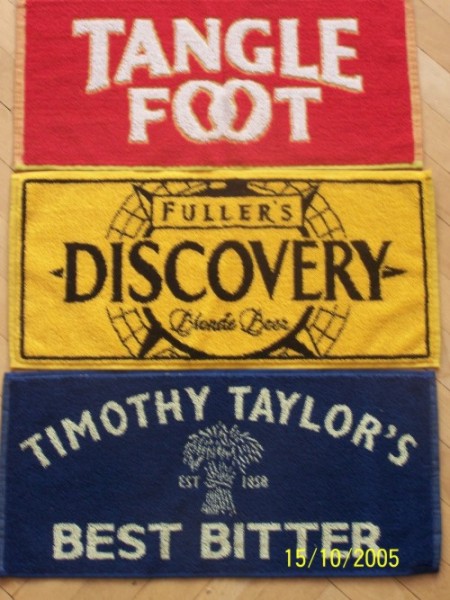 TANGLE
FOOT
FULLER'S
DISCOVERY
Blonde Beer
TIMOTHY TAYLOR'S
EST 1858
BEST BITTER
15/10/2005